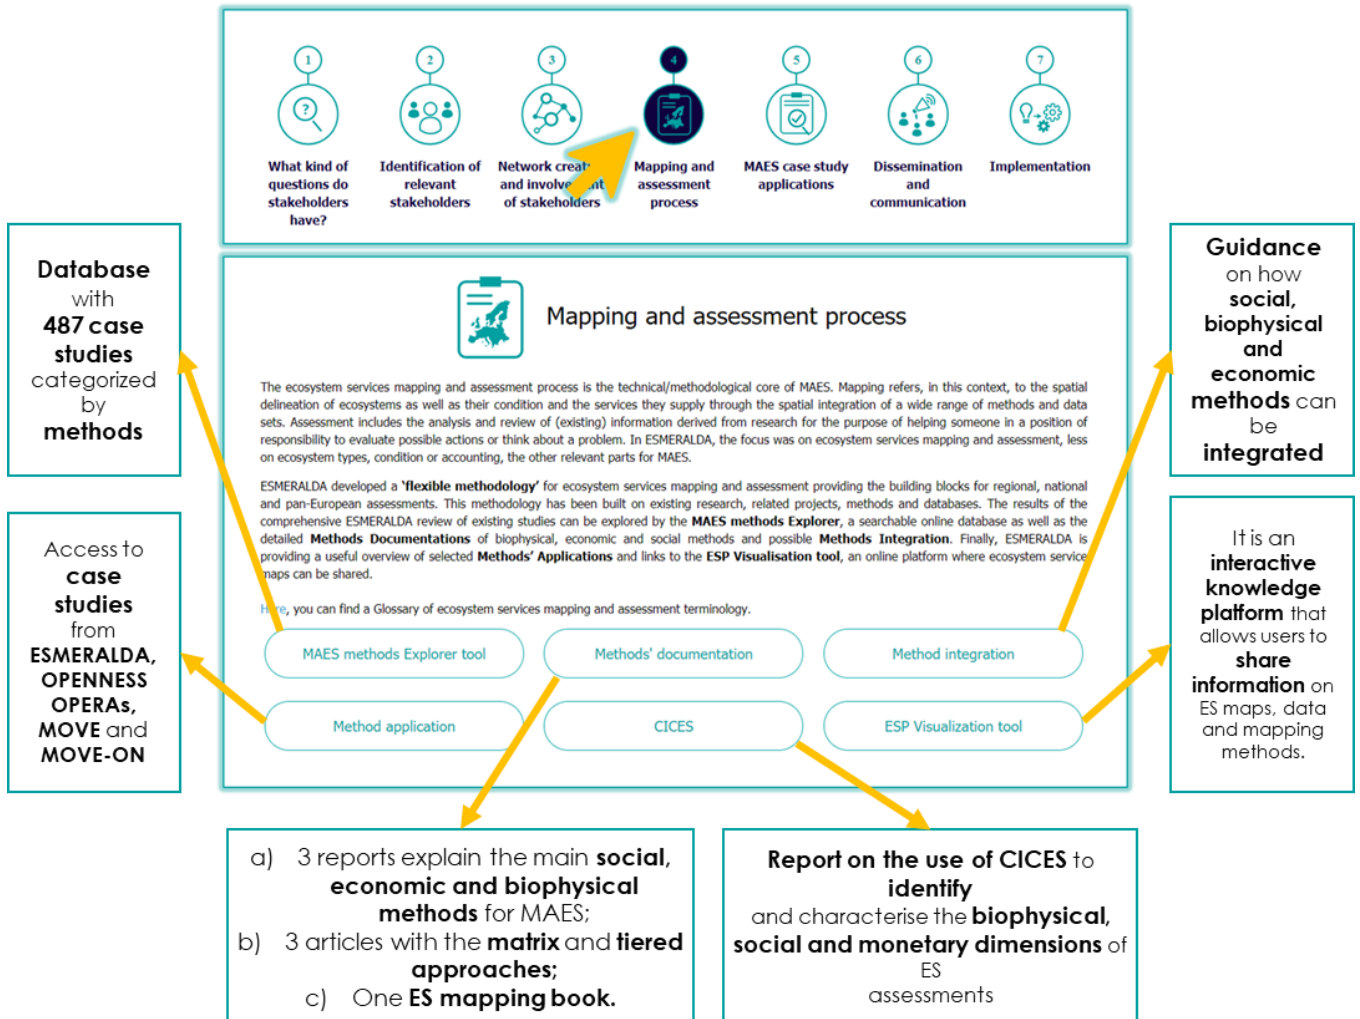 1
2
3
4
5
6
7
What kind of
questions do
stakeholders
have?
Identification of
relevant
stakeholders
Network
and
of stakeholders
Mapping and
assessment
process
MAES case study
applications
Dissemination
and
communication
Implementation
Database
with
487 case
studies
categorized
by
methods
Access to
case
studies
from
ESMERALDA,
OPENNESS
OPERAs,
MOVE and
MOVE-ON
Mapping and assessment process
The ecosystem services mapping and assessment process is the technical/methodological core of MAES. Mapping refers, in this context, to the spatial
delineation of ecosystems as well as their condition and the services they supply through the spatial integration of a wide range of methods and data
sets. Assessment includes the analysis and review of (existing) information derived from research for the purpose of helping someone in a position of
responsibility to evaluate possible actions or think about a problem. In ESMERALDA, the focus was on ecosystem services mapping and assessment, less
on ecosystem types, condition or accounting, the other relevant parts for MAES.
ESMERALDA developed a 'flexible methodology' for ecosystem services mapping and assessment providing the building blocks for regional, national
and pan-European assessments. This methodology has been built on existing research, related projects, methods and databases. The results of the
comprehensive ESMERALDA review of existing studies can be explored by the MAES methods Explorer, a searchable online database as well as the
detailed Methods Documentations of biophysical, economic and social methods and possible Methods Integration. Finally, ESMERALDA is
providing a useful overview of selected Methods' Applications and links to the ESP Visualisation tool, an online platform where ecosystem service
maps can be shared.
Here, you can find a Glossary of ecosystem services mapping and assessment terminology.
MAES methods Explorer tool
Methods' documentation
Method integration
Method application
CICES
ESP Visualization tool
Guidance
on how
social,
biophysical
and
economic
methods can
be
integrated
It is an
interactive
knowledge
platform that
allows users to
share
information on
ES maps, data
and mapping
methods.
a) 3 reports explain the main social,
economic and biophysical
methods for MAES;
b) 3 articles with the matrix and tiered
approaches;
c) One ES mapping book.
Report on the use of CICES to
identify
and characterise the biophysical,
social and monetary dimensions of
ES
assessments